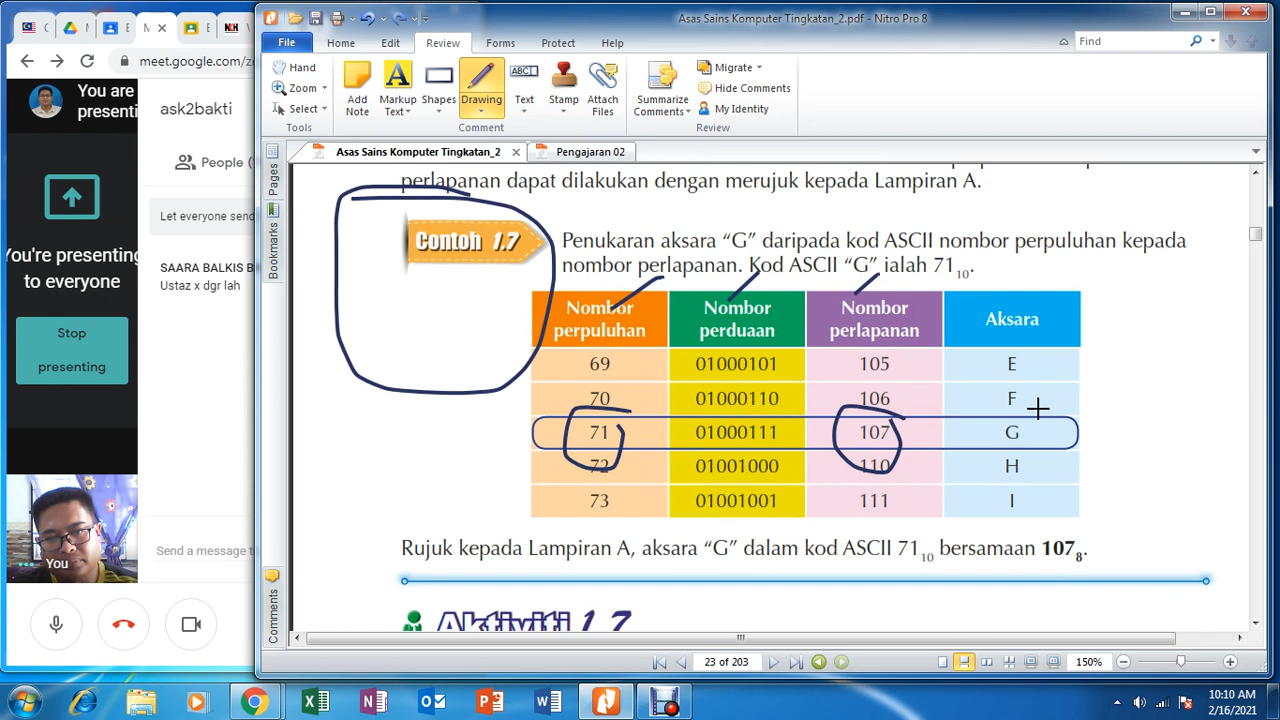 Asas Sains Komputer Tingkatan_2.pdf - Nitro Pro 8
File
Home
Edit
Review
Forms
Protect
Help
Find
meet.google.com/z
Hand
Zoom
Select
Tools
Add Note
Markup Text
Shapes
Drawing
Text
Stamp
Attach Files
Comment
Summarize Comments
Migrate
Hide Comments
My Identity
Review
You are
presenti
ask2bakti
People (
Let everyone send
SAARA BALKIS B
Ustaz x dgr lah
You're presenting
to everyone
Stop
presenting
Send a message t
You
Asas Sains Komputer Tingkatan_2
Pengajaran 02
Pages
Bookmarks
Comments
perlapanan dapat dilakukan dengan merujuk kepada Lampiran A.
Contoh 1.7
Penukaran aksara “G” daripada kod ASCII nombor perpuluhan kepada
nombor perlapanan. Kod ASCII “G” ialah 71₁₀.
Nombor perpuluhan Nombor perduaan Nombor perlapanan Aksara
69 01000101 105 E
70 01000110 106 F
71 01000111 107 G
72 01001000 110 H
73 01001001 111 I
Rujuk kepada Lampiran A, aksara “G” dalam kod ASCII 71₁₀ bersamaan 107₈.
Aktiviti 1.7
23 of 203
150%
10:10 AM
2/16/2021